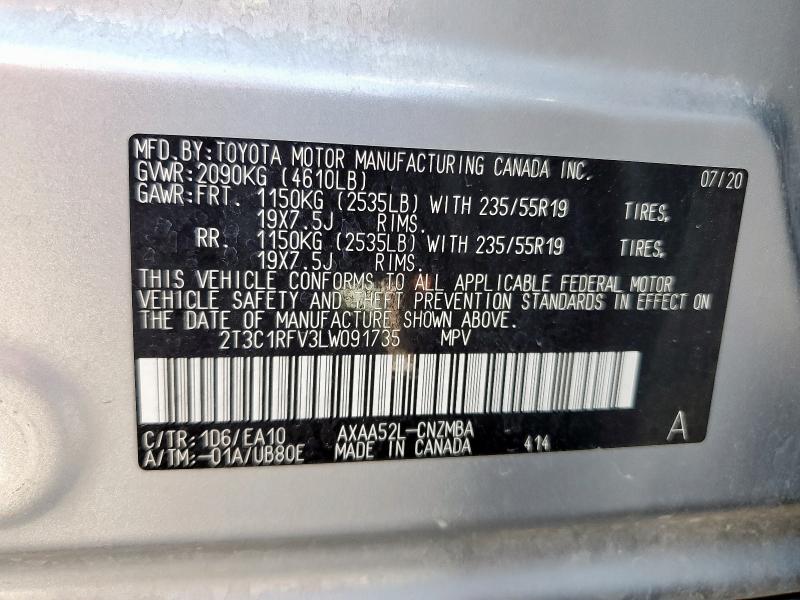 MFD.BY:TOYOTA MOTOR MANUFACTURING CANADA INC. 07/20
GVWR:2090KG (4610LB)
GAWR:FRT. 1150KG (2535LB) WITH 235/55R19 TIRES,
19X7.5J RIMS.
RR. 1150KG (2535LB) WITH 235/55R19 TIRES,
19X7.5J RIMS.
THIS VEHICLE CONFORMS TO ALL APPLICABLE FEDERAL MOTOR
VEHICLE SAFETY AND THEFT PREVENTION STANDARDS IN EFFECT ON
THE DATE OF MANUFACTURE SHOWN ABOVE.
2T3C1RFV3LW091735 MPV
C/TR:1D6/EA10 AXAA52L-CNZMBA A
A/TM:-01A/UB80E MADE IN CANADA 414